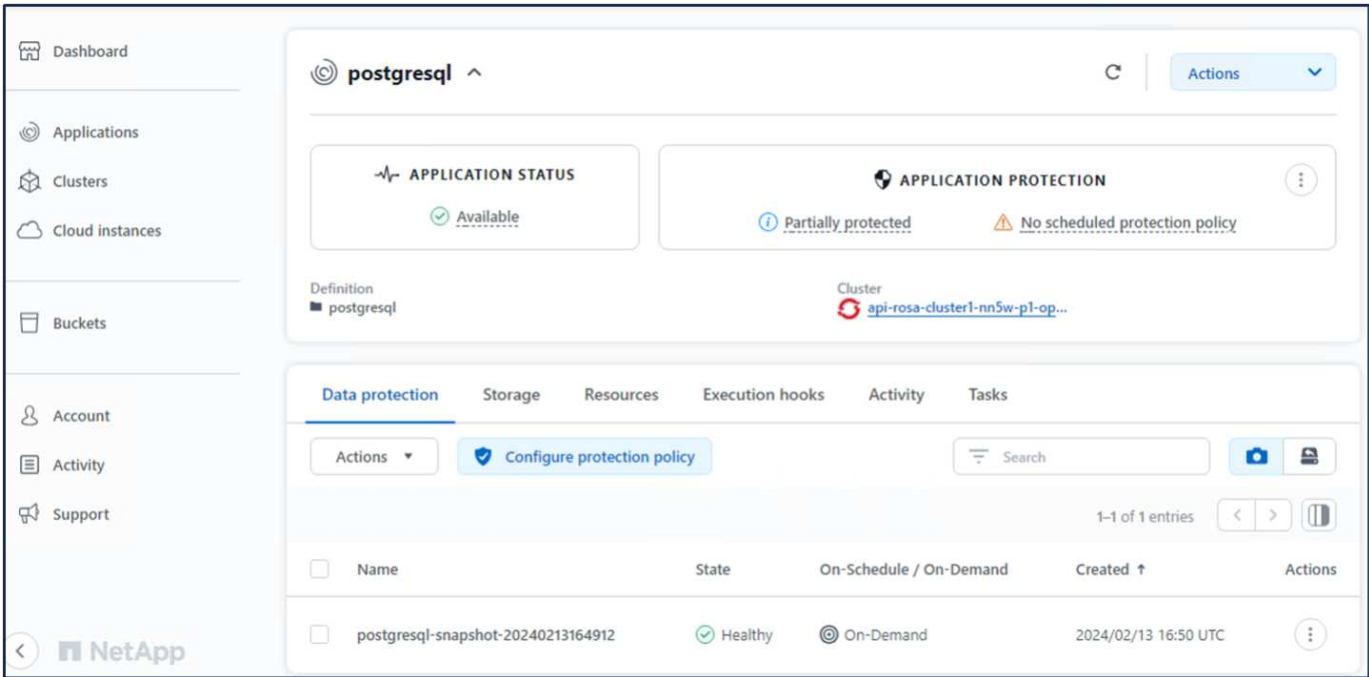 Dashboard
Applications
Clusters
Cloud instances
Buckets
Account
Activity
Support
NetApp
postgresql
Actions
APPLICATION STATUS
Available
APPLICATION PROTECTION
Partially protected
No scheduled protection policy
Definition
postgresql
Cluster
api-rosa-cluster1-nn5w-p1-op...
Data protection Storage Resources Execution hooks Activity Tasks
Actions Configure protection policy Search
1–1 of 1 entries
Name State On-Schedule / On-Demand Created ↑ Actions
postgresql-snapshot-20240213164912 Healthy On-Demand 2024/02/13 16:50 UTC